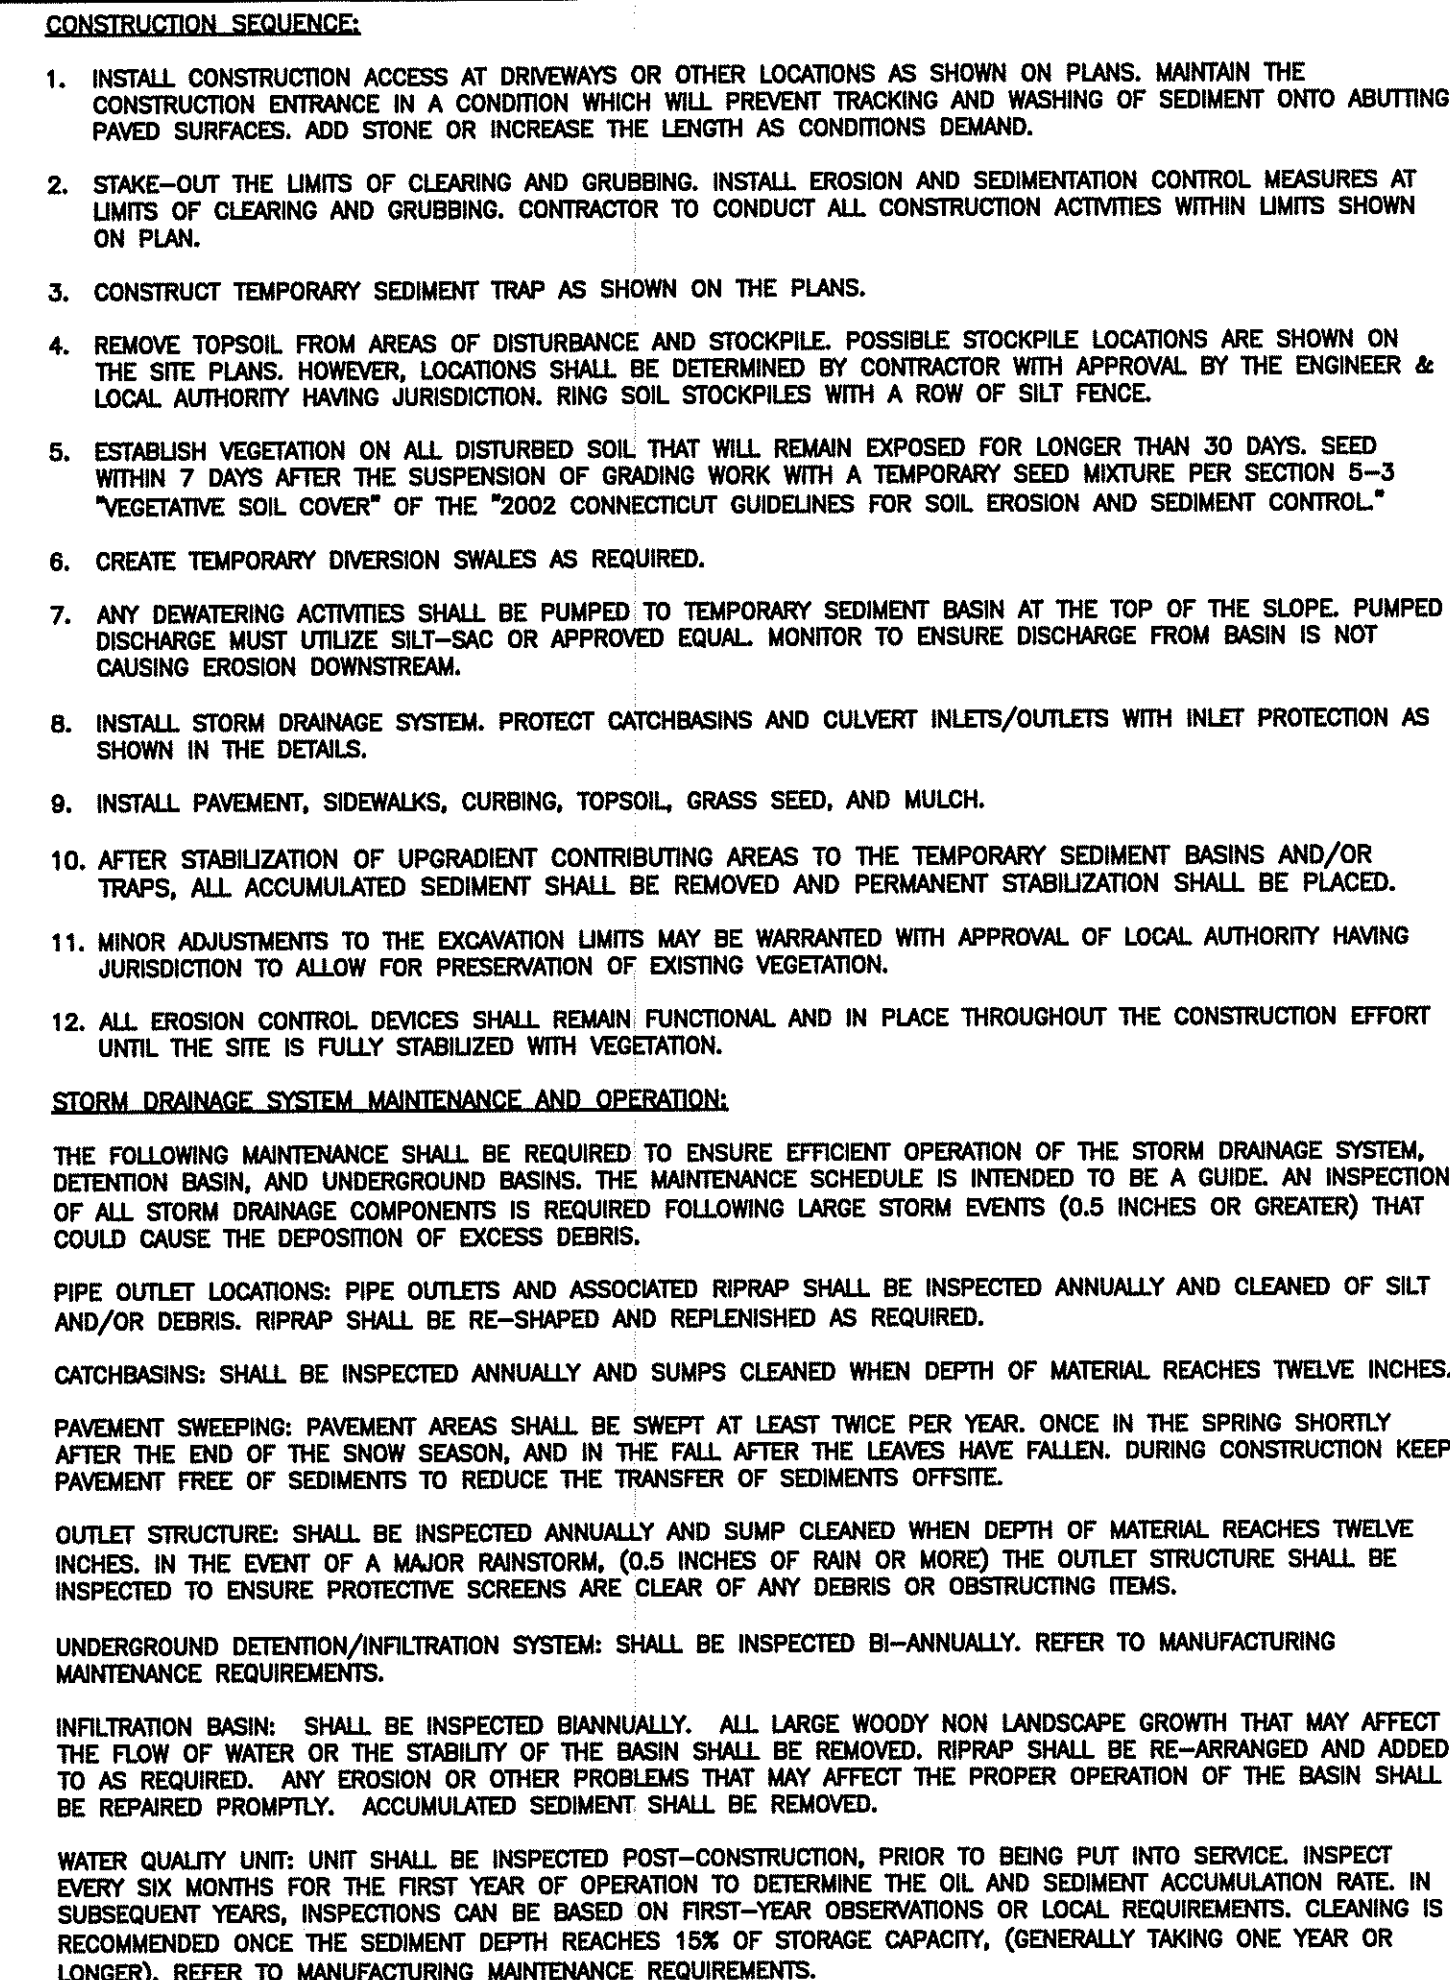 CONSTRUCTION SEQUENCE:
1. INSTALL CONSTRUCTION ACCESS AT DRIVEWAYS OR OTHER LOCATIONS AS SHOWN ON PLANS. MAINTAIN THE
CONSTRUCTION ENTRANCE IN A CONDITION WHICH WILL PREVENT TRACKING AND WASHING OF SEDIMENT ONTO ABUTTING
PAVED SURFACES. ADD STONE OR INCREASE THE LENGTH AS CONDITIONS DEMAND.
2. STAKE-OUT THE LIMITS OF CLEARING AND GRUBBING. INSTALL EROSION AND SEDIMENTATION CONTROL MEASURES AT
LIMITS OF CLEARING AND GRUBBING. CONTRACTOR TO CONDUCT ALL CONSTRUCTION ACTIVITIES WITHIN LIMITS SHOWN
ON PLAN.
3. CONSTRUCT TEMPORARY SEDIMENT TRAP AS SHOWN ON THE PLANS.
4. REMOVE TOPSOIL FROM AREAS OF DISTURBANCE AND STOCKPILE. POSSIBLE STOCKPILE LOCATIONS ARE SHOWN ON
THE SITE PLANS. HOWEVER, LOCATIONS SHALL BE DETERMINED BY CONTRACTOR WITH APPROVAL BY THE ENGINEER &
LOCAL AUTHORITY HAVING JURISDICTION. RING SOIL STOCKPILES WITH A ROW OF SILT FENCE.
5. ESTABLISH VEGETATION ON ALL DISTURBED SOIL THAT WILL REMAIN EXPOSED FOR LONGER THAN 30 DAYS. SEED
WITHIN 7 DAYS AFTER THE SUSPENSION OF GRADING WORK WITH A TEMPORARY SEED MIXTURE PER SECTION 5-3
"VEGETATIVE SOIL COVER" OF THE "2002 CONNECTICUT GUIDELINES FOR SOIL EROSION AND SEDIMENT CONTROL."
6. CREATE TEMPORARY DIVERSION SWALES AS REQUIRED.
7. ANY DEWATERING ACTIVITIES SHALL BE PUMPED TO TEMPORARY SEDIMENT BASIN AT THE TOP OF THE SLOPE. PUMPED
DISCHARGE MUST UTILIZE SILT-SAC OR APPROVED EQUAL. MONITOR TO ENSURE DISCHARGE FROM BASIN IS NOT
CAUSING EROSION DOWNSTREAM.
8. INSTALL STORM DRAINAGE SYSTEM. PROTECT CATCHBASINS AND CULVERT INLETS/OUTLETS WITH INLET PROTECTION AS
SHOWN IN THE DETAILS.
9. INSTALL PAVEMENT, SIDEWALKS, CURBING, TOPSOIL, GRASS SEED, AND MULCH.
10. AFTER STABILIZATION OF UPGRADIENT CONTRIBUTING AREAS TO THE TEMPORARY SEDIMENT BASINS AND/OR
TRAPS, ALL ACCUMULATED SEDIMENT SHALL BE REMOVED AND PERMANENT STABILIZATION SHALL BE PLACED.
11. MINOR ADJUSTMENTS TO THE EXCAVATION LIMITS MAY BE WARRANTED WITH APPROVAL OF LOCAL AUTHORITY HAVING
JURISDICTION TO ALLOW FOR PRESERVATION OF EXISTING VEGETATION.
12. ALL EROSION CONTROL DEVICES SHALL REMAIN FUNCTIONAL AND IN PLACE THROUGHOUT THE CONSTRUCTION EFFORT
UNTIL THE SITE IS FULLY STABILIZED WITH VEGETATION.
STORM DRAINAGE SYSTEM MAINTENANCE AND OPERATION:
THE FOLLOWING MAINTENANCE SHALL BE REQUIRED TO ENSURE EFFICIENT OPERATION OF THE STORM DRAINAGE SYSTEM,
DETENTION BASIN, AND UNDERGROUND BASINS. THE MAINTENANCE SCHEDULE IS INTENDED TO BE A GUIDE. AN INSPECTION
OF ALL STORM DRAINAGE COMPONENTS IS REQUIRED FOLLOWING LARGE STORM EVENTS (0.5 INCHES OR GREATER) THAT
COULD CAUSE THE DEPOSITION OF EXCESS DEBRIS.
PIPE OUTLET LOCATIONS: PIPE OUTLETS AND ASSOCIATED RIPRAP SHALL BE INSPECTED ANNUALLY AND CLEANED OF SILT
AND/OR DEBRIS. RIPRAP SHALL BE RE-SHAPED AND REPLENISHED AS REQUIRED.
CATCHBASINS: SHALL BE INSPECTED ANNUALLY AND SUMPS CLEANED WHEN DEPTH OF MATERIAL REACHES TWELVE INCHES.
PAVEMENT SWEEPING: PAVEMENT AREAS SHALL BE SWEPT AT LEAST TWICE PER YEAR. ONCE IN THE SPRING SHORTLY
AFTER THE END OF THE SNOW SEASON, AND IN THE FALL AFTER THE LEAVES HAVE FALLEN. DURING CONSTRUCTION KEEP
PAVEMENT FREE OF SEDIMENTS TO REDUCE THE TRANSFER OF SEDIMENTS OFFSITE.
OUTLET STRUCTURE: SHALL BE INSPECTED ANNUALLY AND SUMP CLEANED WHEN DEPTH OF MATERIAL REACHES TWELVE
INCHES. IN THE EVENT OF A MAJOR RAINSTORM, (0.5 INCHES OF RAIN OR MORE) THE OUTLET STRUCTURE SHALL BE
INSPECTED TO ENSURE PROTECTIVE SCREENS ARE CLEAR OF ANY DEBRIS OR OBSTRUCTING ITEMS.
UNDERGROUND DETENTION/INFILTRATION SYSTEM: SHALL BE INSPECTED BI-ANNUALLY. REFER TO MANUFACTURING
MAINTENANCE REQUIREMENTS.
INFILTRATION BASIN: SHALL BE INSPECTED BIANNUALLY. ALL LARGE WOODY NON LANDSCAPE GROWTH THAT MAY AFFECT
THE FLOW OF WATER OR THE STABILITY OF THE BASIN SHALL BE REMOVED. RIPRAP SHALL BE RE-ARRANGED AND ADDED
TO AS REQUIRED. ANY EROSION OR OTHER PROBLEMS THAT MAY AFFECT THE PROPER OPERATION OF THE BASIN SHALL
BE REPAIRED PROMPTLY. ACCUMULATED SEDIMENT SHALL BE REMOVED.
WATER QUALITY UNIT: UNIT SHALL BE INSPECTED POST-CONSTRUCTION, PRIOR TO BEING PUT INTO SERVICE. INSPECT
EVERY SIX MONTHS FOR THE FIRST YEAR OF OPERATION TO DETERMINE THE OIL AND SEDIMENT ACCUMULATION RATE. IN
SUBSEQUENT YEARS, INSPECTIONS CAN BE BASED ON FIRST-YEAR OBSERVATIONS OR LOCAL REQUIREMENTS. CLEANING IS
RECOMMENDED ONCE THE SEDIMENT DEPTH REACHES 15% OF STORAGE CAPACITY, (GENERALLY TAKING ONE YEAR OR
LONGER). REFER TO MANUFACTURING MAINTENANCE REQUIREMENTS.